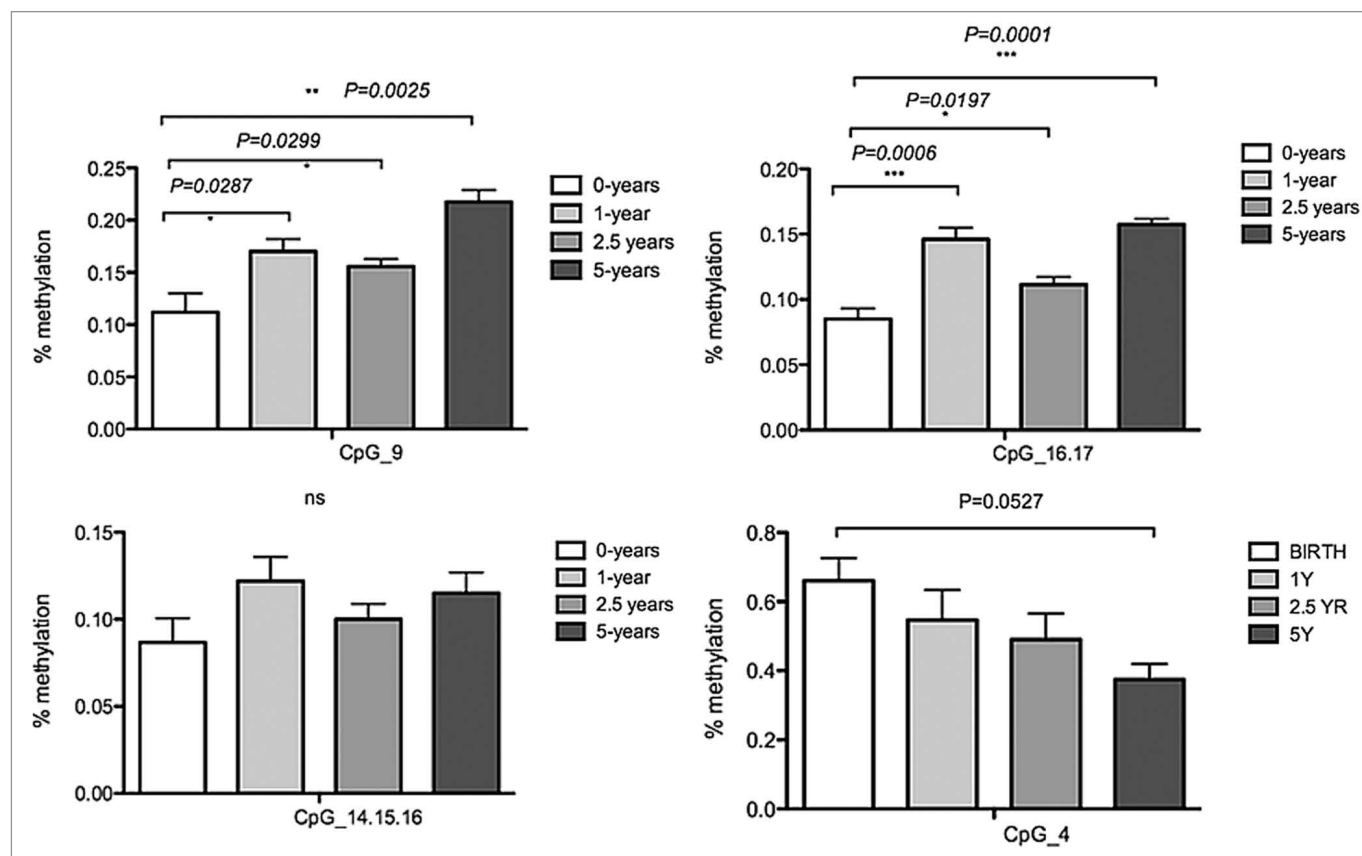 ** P=0.0025
P=0.0299
*
P=0.0287
*
0.25
0.20
0.15
0.10
0.05
0.00
% methylation
CpG_9
0-years
1-year
2.5 years
5-years
P=0.0001
***
P=0.0197
*
P=0.0006
***
0.20
0.15
0.10
0.05
0.00
% methylation
CpG_16.17
0-years
1-year
2.5 years
5-years
ns
0.15
0.10
0.05
0.00
% methylation
CpG_14.15.16
0-years
1-year
2.5 years
5-years
P=0.0527
0.8
0.6
0.4
0.2
0.0
% methylation
CpG_4
BIRTH
1Y
2.5 YR
5Y